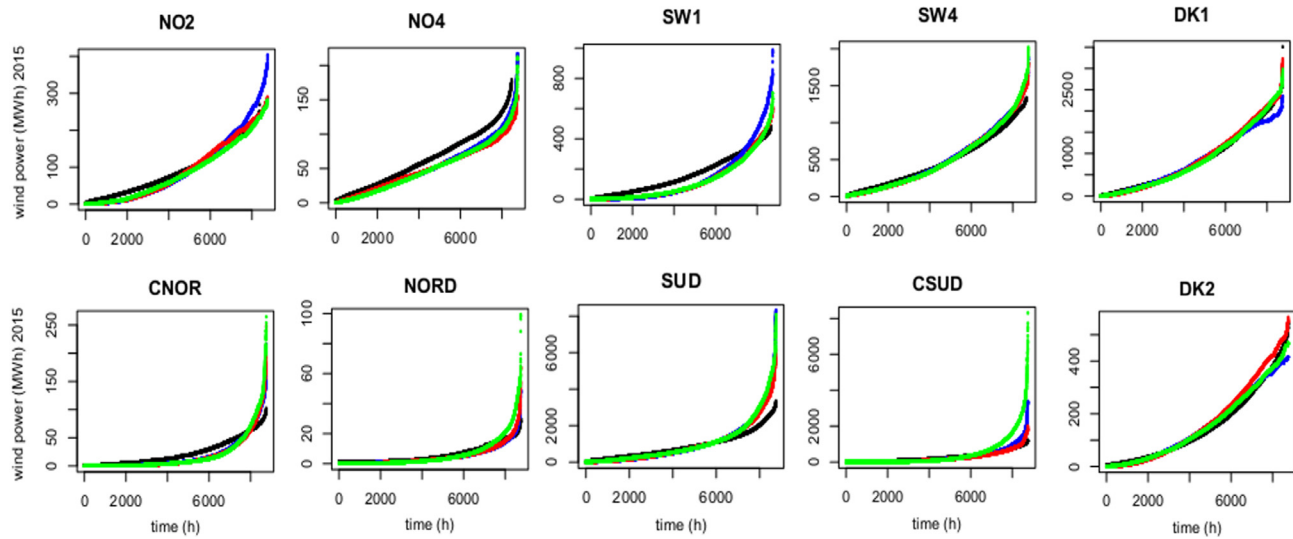 NO2 NO4 SW1 SW4 DK1
wind power (MWh) 2015
0 100 300
0 50 150
0 400 800
0 500 1500
0 1000 2500
0 2000 6000 0 2000 6000 0 2000 6000 0 2000 6000 0 2000 6000
CNOR NORD SUD CSUD DK2
wind power (MWh) 2015
0 50 100 150 200 250
0 20 60 100
0 2000 6000
0 2000 6000
0 200 400
0 2000 6000 0 2000 6000 0 2000 6000 0 2000 6000 0 2000 6000
time (h) time (h) time (h) time (h) time (h)